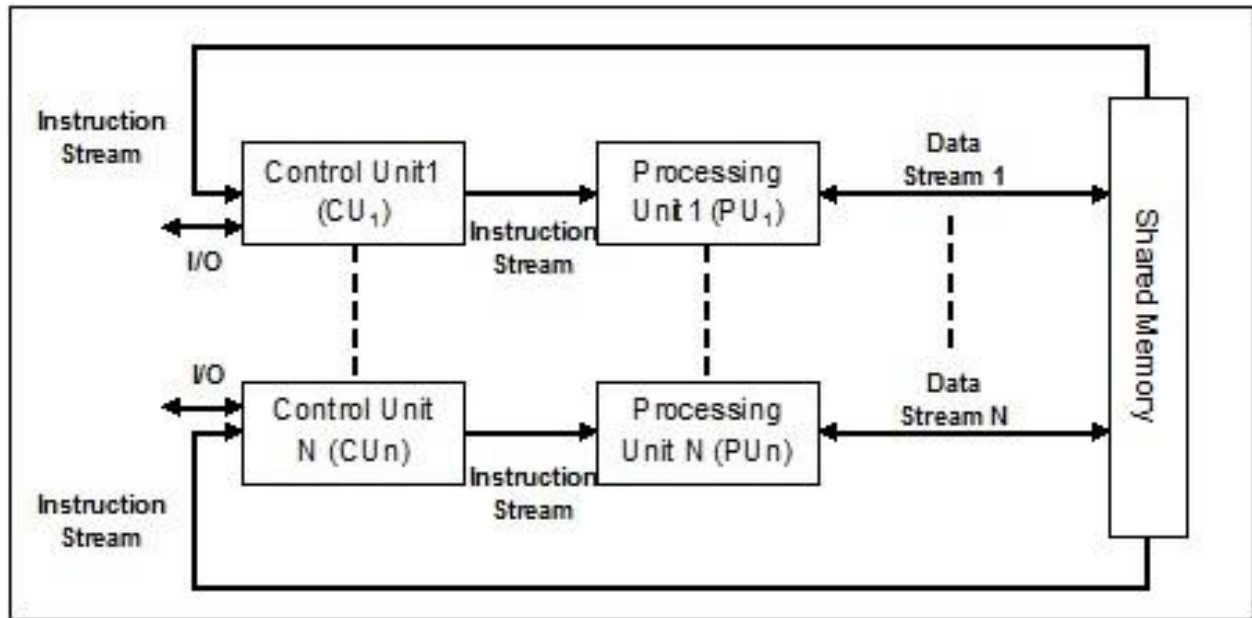 Instruction
Stream
Control Unit1
(CU1)
I/O
Instruction
Stream
Processing
Unit 1 (PU1)
Data
Stream 1
Shared Memory
I/O
Control Unit
N (CUn)
Instruction
Stream
Instruction
Stream
Processing
Unit N (PUn)
Data
Stream N